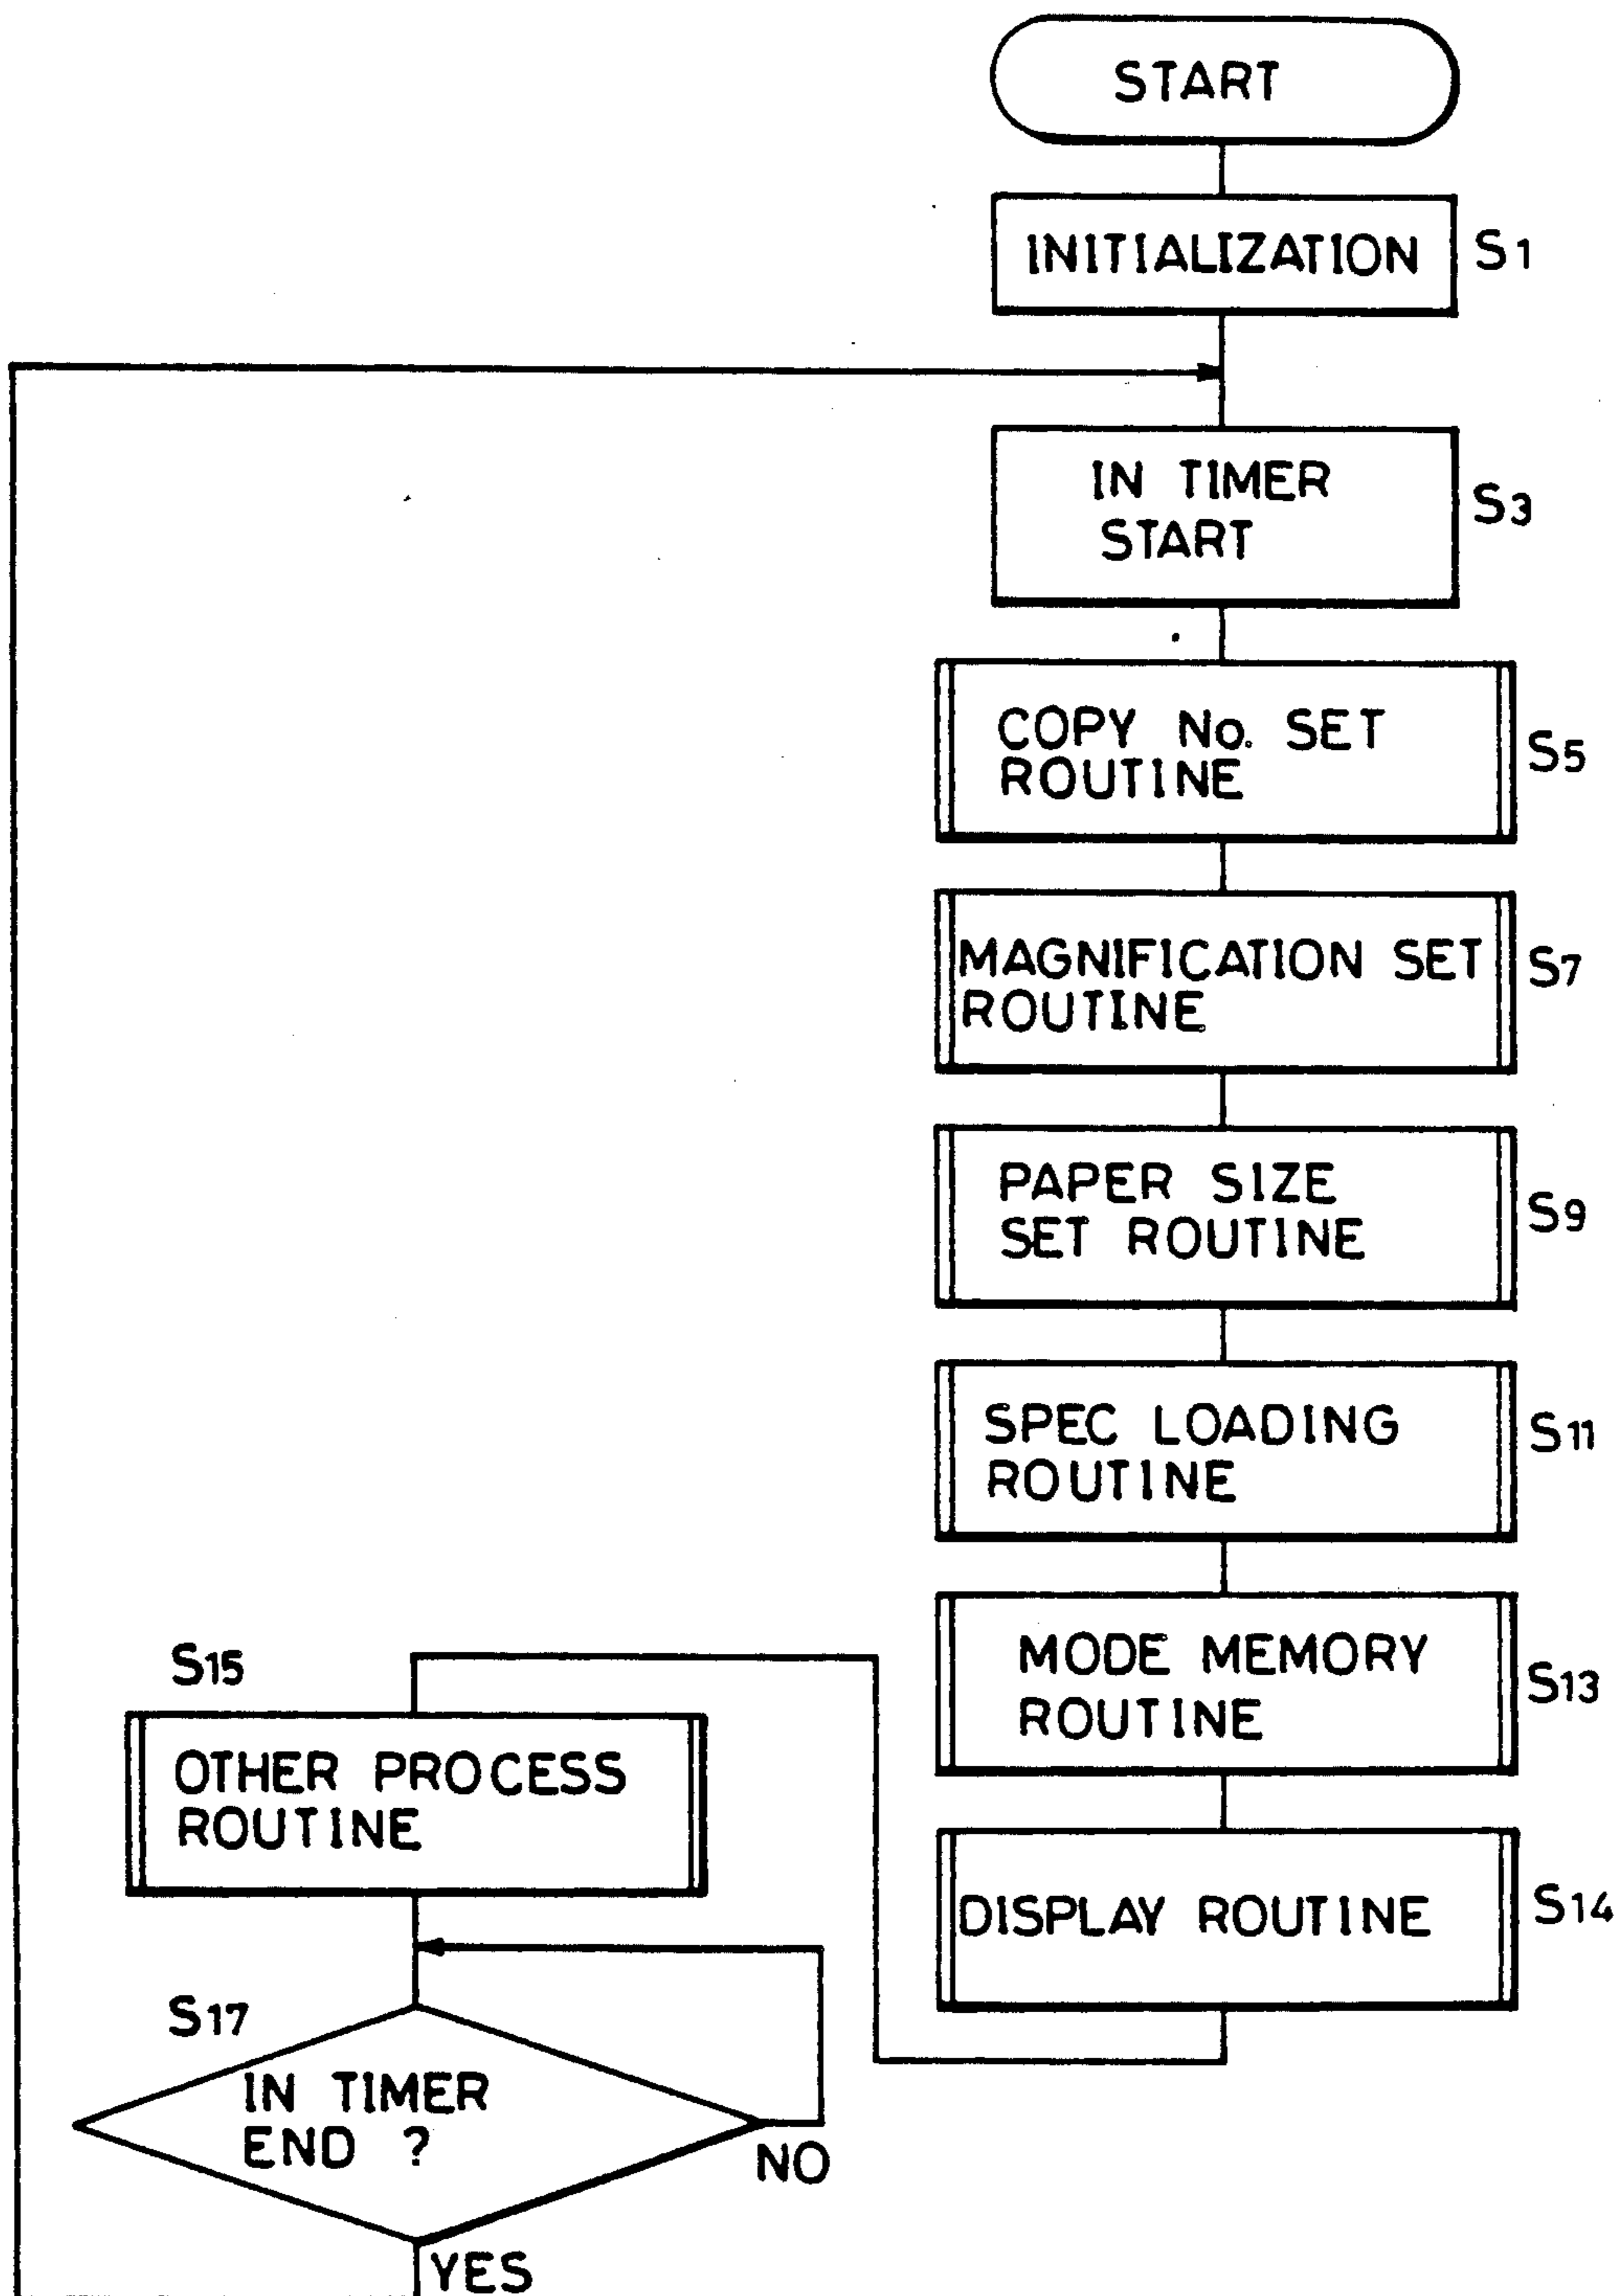 START
INITIALIZATION S1
IN TIMER
START
S3
COPY No. SET
ROUTINE
S5
MAGNIFICATION SET
ROUTINE
S7
PAPER SIZE
SET ROUTINE
S9
SPEC LOADING
ROUTINE
S11
MODE MEMORY
ROUTINE
S13
DISPLAY ROUTINE S14
S15
OTHER PROCESS
ROUTINE
S17
IN TIMER
END ?
NO
YES